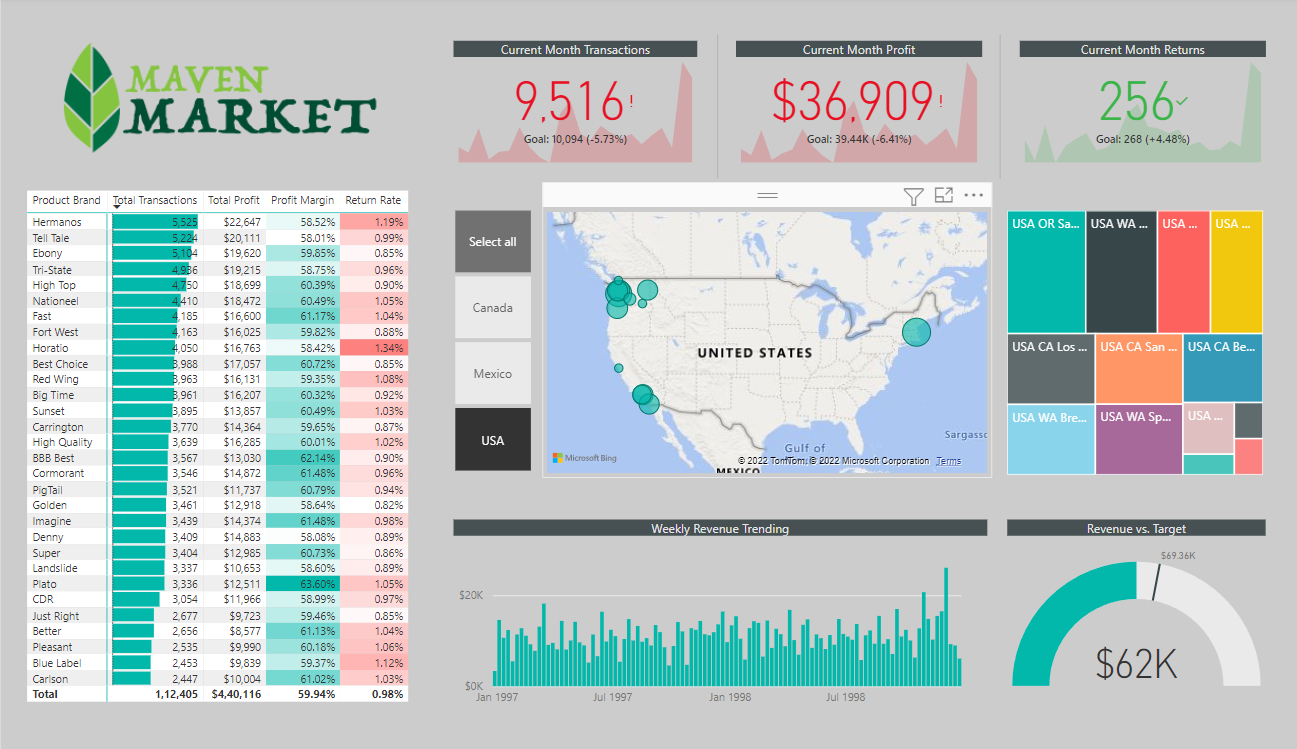 MAVEN
MARKET
Current Month Transactions
9,516!
Goal: 10,094 (-5.73%)
Current Month Profit
$36,909!
Goal: 39.44K (-6.41%)
Current Month Returns
256
Goal: 268 (+4.48%)
Product Brand Total Transactions Total Profit Profit Margin Return Rate
Hermanos 5,525 $22,647 58.52% 1.19%
Tell Tale 5,224 $20,111 58.01% 0.99%
Ebony 5,104 $19,620 59.85% 0.85%
Tri-State 4,936 $19,215 58.75% 0.96%
High Top 4,750 $18,699 60.39% 0.90%
Nationeel 4,410 $18,472 60.49% 1.05%
Fast 4,185 $16,600 61.17% 1.04%
Fort West 4,163 $16,025 59.82% 0.88%
Horatio 4,050 $16,763 58.42% 1.34%
Best Choice 3,988 $17,057 60.72% 0.85%
Red Wing 3,963 $16,131 59.35% 1.08%
Big Time 3,961 $16,207 60.32% 0.92%
Sunset 3,895 $13,857 60.49% 1.03%
Carrington 3,770 $14,364 59.65% 0.87%
High Quality 3,639 $16,285 60.01% 1.02%
BBB Best 3,567 $13,030 62.14% 0.90%
Cormorant 3,546 $14,872 61.48% 0.96%
PigTail 3,521 $11,737 60.79% 0.94%
Golden 3,461 $12,918 58.64% 0.82%
Imagine 3,439 $14,374 61.48% 0.98%
Denny 3,409 $14,883 58.08% 0.89%
Super 3,404 $12,985 60.73% 0.86%
Landslide 3,337 $10,653 58.60% 0.89%
Plato 3,336 $12,511 63.60% 1.05%
CDR 3,054 $11,966 58.99% 0.97%
Just Right 2,677 $9,723 59.46% 0.85%
Better 2,656 $8,577 61.13% 1.04%
Pleasant 2,535 $9,990 60.18% 1.06%
Blue Label 2,453 $9,839 59.37% 1.12%
Carlson 2,447 $10,004 61.02% 1.03%
Total 1,12,405 $4,40,116 59.94% 0.98%
Select all
Canada
Mexico
USA
UNITED STATES
Gulf of
Sargasso
MEXICO
Microsoft Bing
© 2022 TomTom, © 2022 Microsoft Corporation Terms
USA OR Sa...
USA WA ...
USA ...
USA ...
USA CA Los ...
USA CA San ...
USA CA Be...
USA WA Bre...
USA WA Sp...
USA ...
Weekly Revenue Trending
$20K
$0K
Jan 1997
Jul 1997
Jan 1998
Jul 1998
Revenue vs. Target
$69.36K
$62K